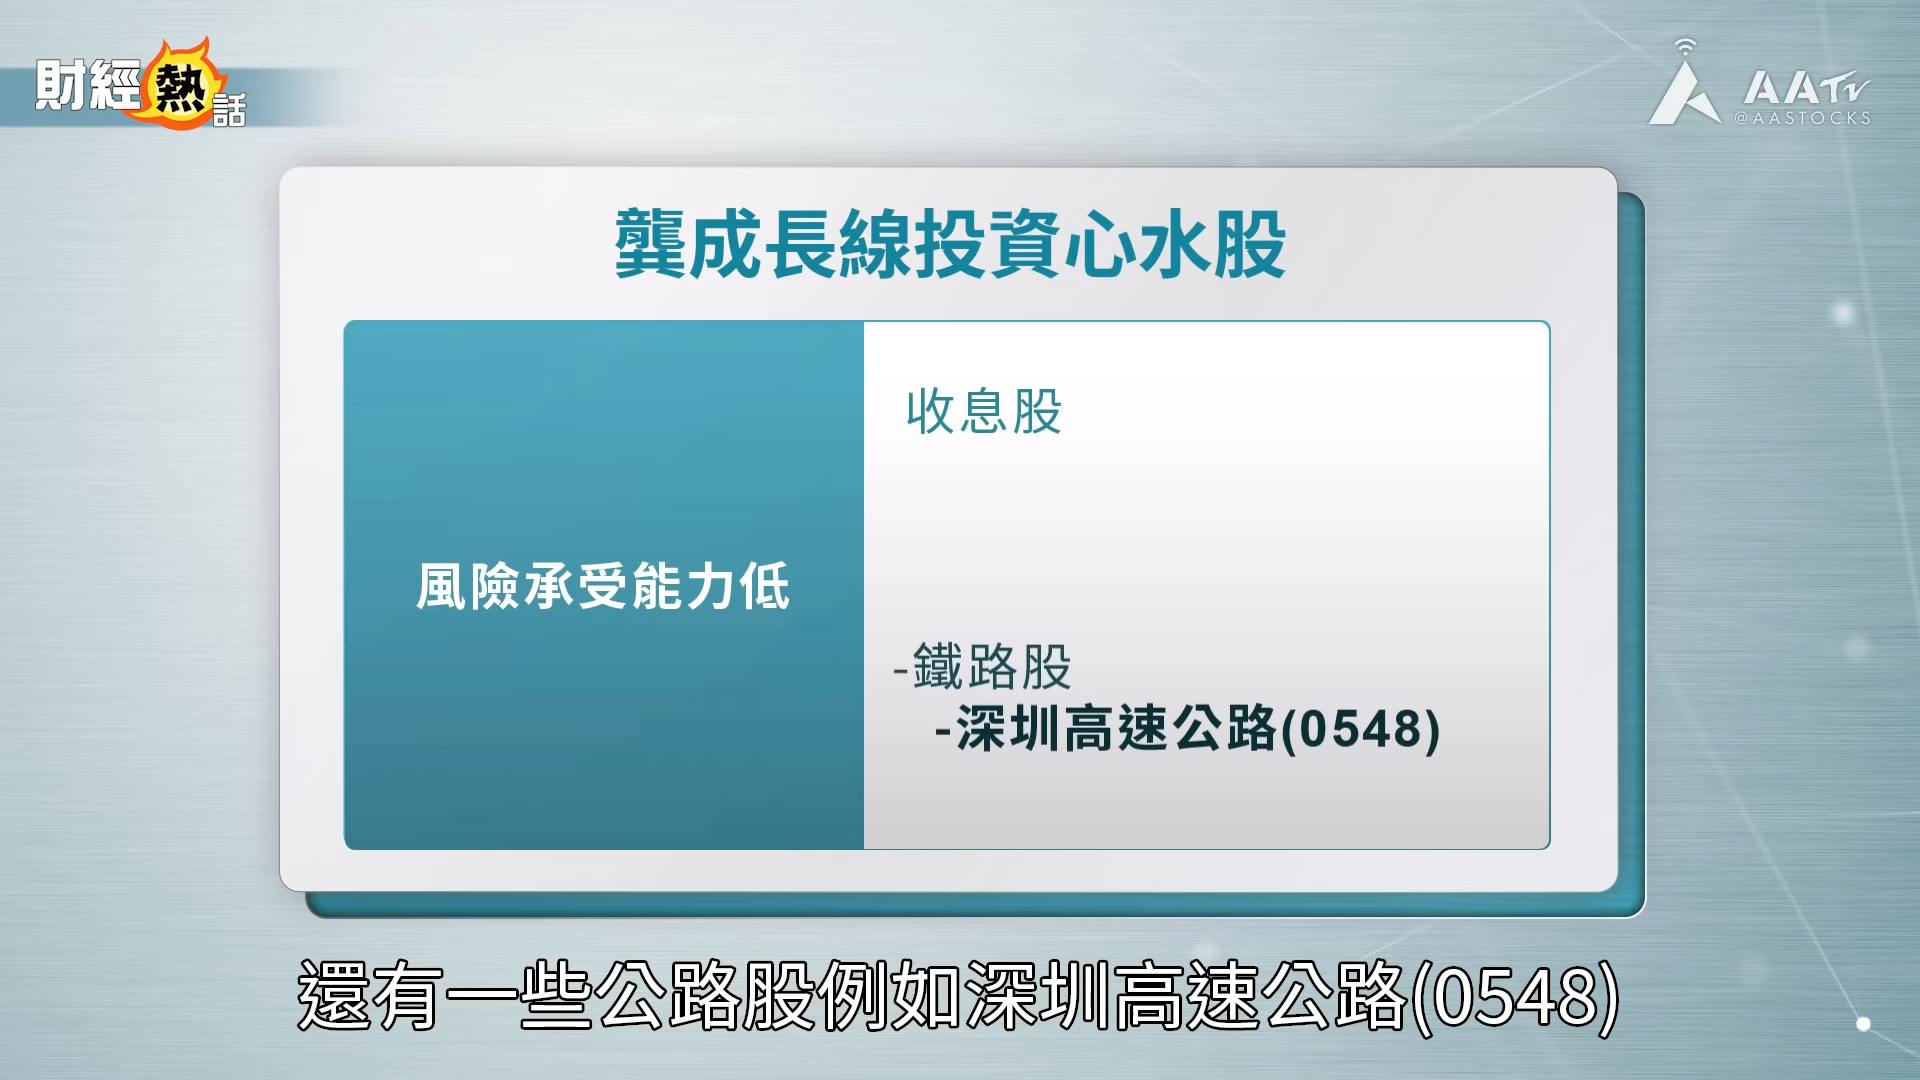 財經熱話
AATV
@AASTOCKS
龔成長線投資心水股
風險承受能力低
收息股
-鐵路股
-深圳高速公路(0548)
還有一些公路股例如深圳高速公路(0548)